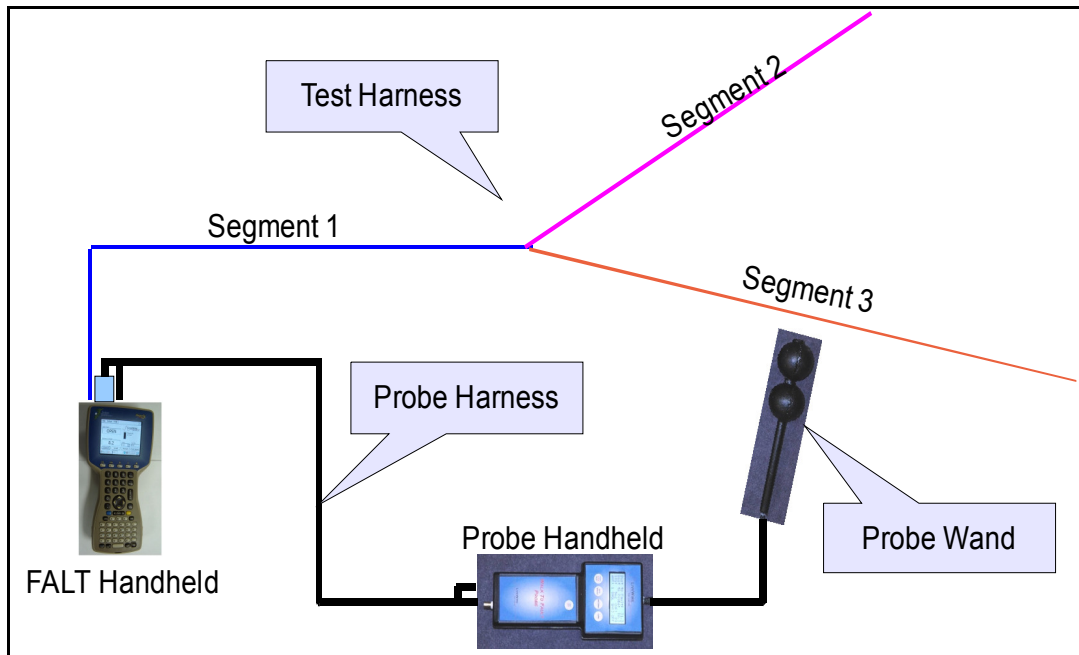 Test Harness
Segment 2
Segment 1
Segment 3
Probe Harness
Probe Handheld
Probe Wand
FALT Handheld